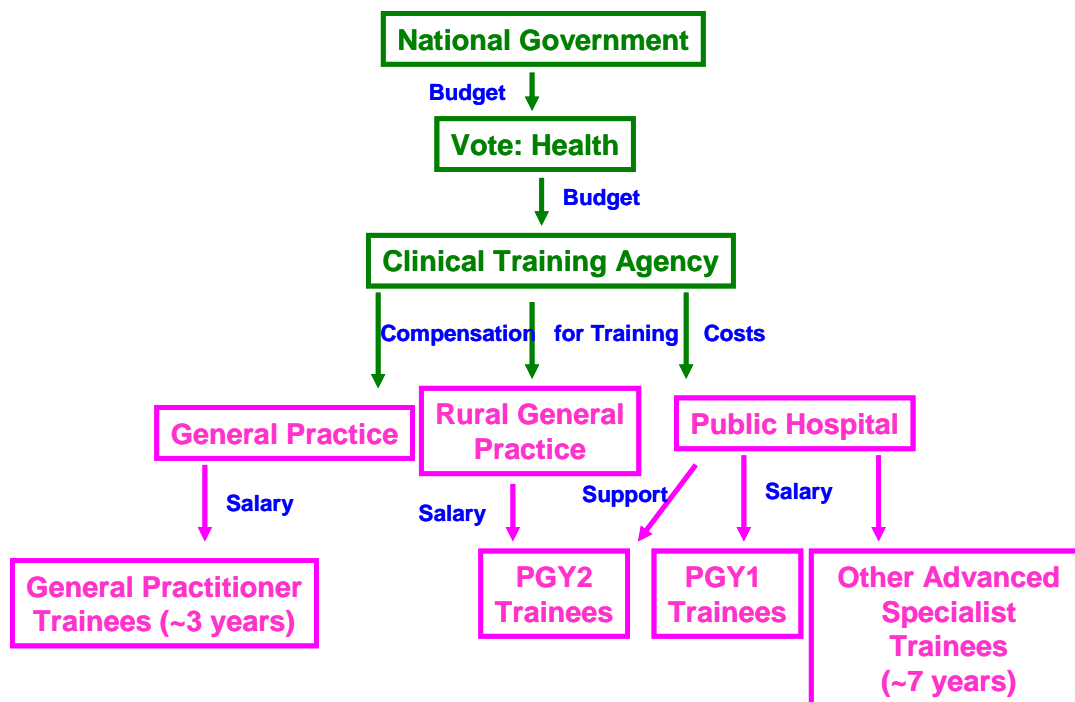 National Government
Budget
Vote: Health
Budget
Clinical Training Agency
Compensation for Training Costs
General Practice
Rural General
Practice
Public Hospital
Salary
Salary
Support
Salary
General Practitioner
Trainees (~3 years)
PGY2
Trainees
PGY1
Trainees
Other Advanced
Specialist
Trainees
(~7 years)